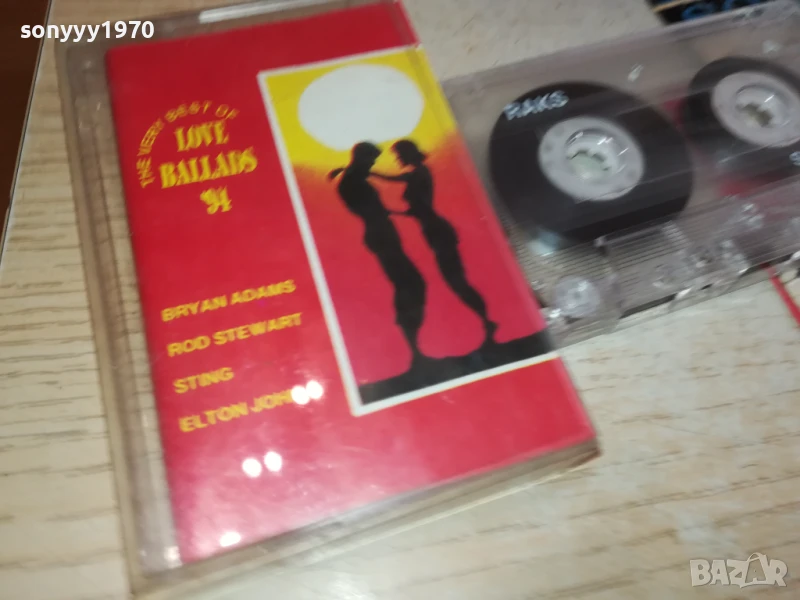 sonyyy1970
THE VERY BEST OF
LOVE
BALLADS
'94
BRYAN ADAMS
ROD STEWART
STING
ELTON JOHN
RAKS
BAZAR